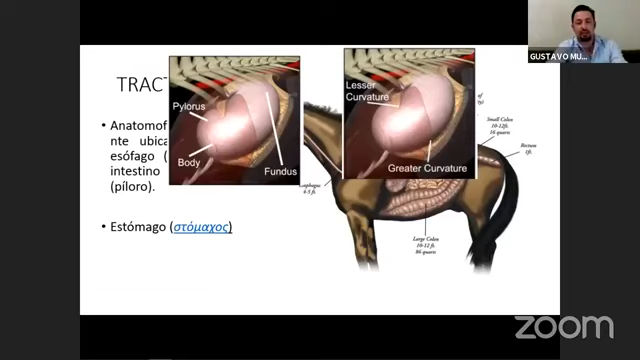 GUSTAVO MU...
TRACT
Pylorus
Body
Fundus
Lesser
Curvature
Greater Curvature
• Anatomof
nte ubica
esófago (
intestino
(píloro).
• Estómago (στόμαχος)
4-5 ft.
Small Colon
10-12ft.
16 quarts
Rectum
1ft.
Large Colon
10-12 ft.
86 quarts
zoom